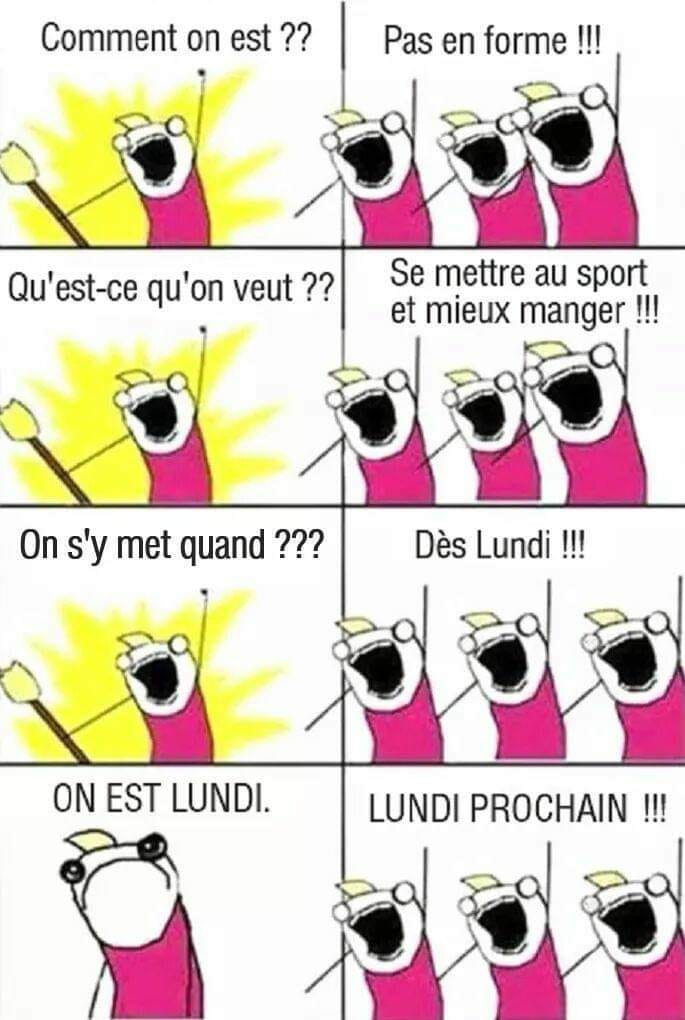 Comment on est ??
Pas en forme !!!
Qu'est-ce qu'on veut ??
Se mettre au sport
et mieux manger !!!
On s'y met quand ???
Dès Lundi !!!
ON EST LUNDI.
LUNDI PROCHAIN !!!